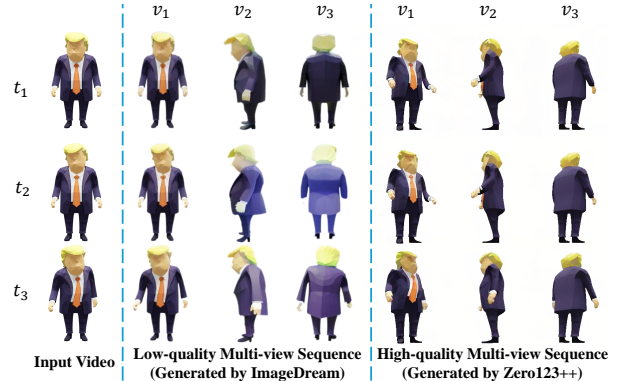 v₁ v₂ v₃ v₁ v₂ v₃
t₁
t₂
t₃
Input Video
Low-quality Multi-view Sequence
(Generated by ImageDream)
High-quality Multi-view Sequence
(Generated by Zero123++)